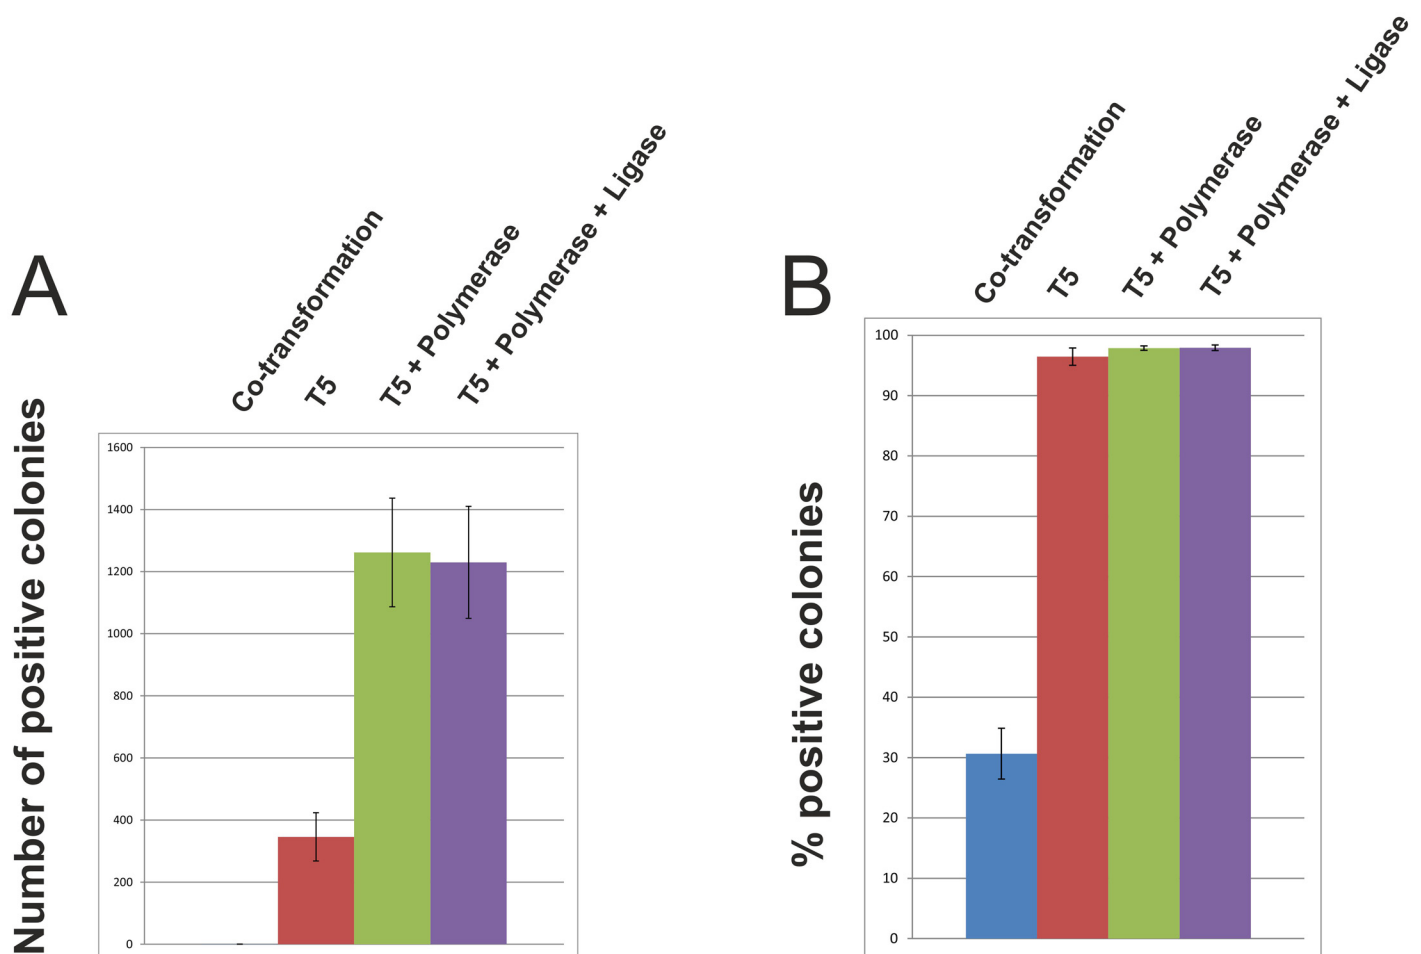 A
Number of positive colonies
Co-transformation
T5
T5 + Polymerase
T5 + Polymerase + Ligase
1600
1400
1200
1000
800
600
400
200
0
B
% positive colonies
Co-transformation
T5
T5 + Polymerase
T5 + Polymerase + Ligase
100
90
80
70
60
50
40
30
20
10
0